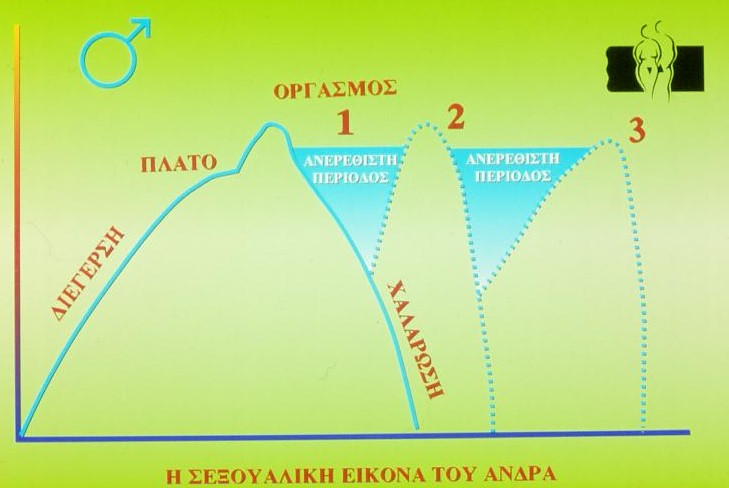 ΟΡΓΑΣΜΟΣ
1
2
3
ΠΛΑΤΟ
ΑΝΕΡΕΘΙΣΤΗ
ΠΕΡΙΟΔΟΣ
ΑΝΕΡΕΘΙΣΤΗ
ΠΕΡΙΟΔΟΣ
ΔΙΕΓΕΡΣΗ
ΧΑΛΑΡΩΣΗ
Η ΣΕΞΟΥΑΛΙΚΗ ΕΙΚΟΝΑ ΤΟΥ ΑΝΔΡΑ